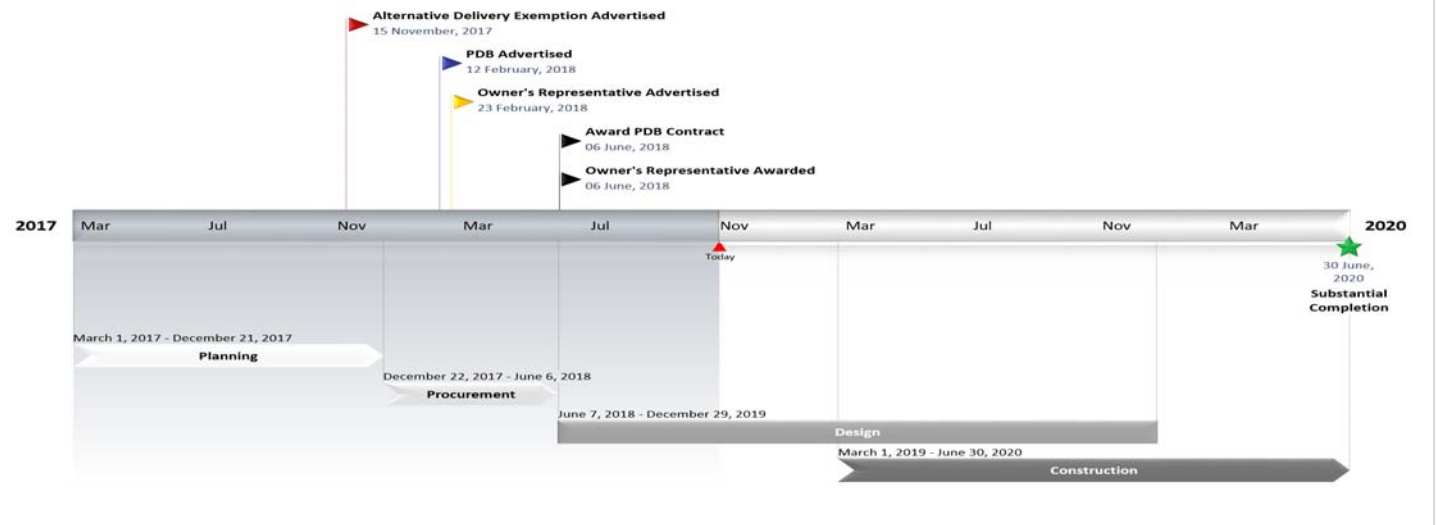 Alternative Delivery Exemption Advertised
15 November, 2017
PDB Advertised
12 February, 2018
Owner's Representative Advertised
23 February, 2018
Award PDB Contract
06 June, 2018
Owner's Representative Awarded
06 June, 2018
2017 Mar Jul Nov Mar Jul Nov Mar Jul Nov Mar 2020
Today
30 June,
2020
Substantial
Completion
March 1, 2017 - December 21, 2017
Planning
December 22, 2017 - June 6, 2018
Procurement
June 7, 2018 - December 29, 2019
Design
March 1, 2019 - June 30, 2020
Construction